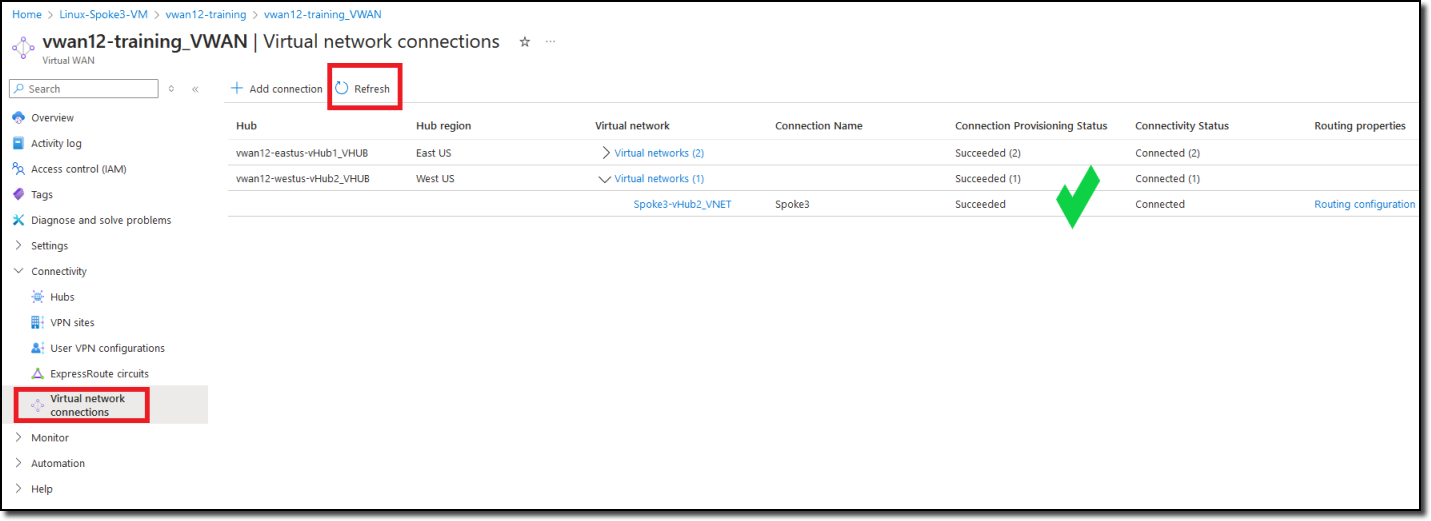 Home > Linux-Spoke3-VM > vwan12-training > vwan12-training_VWAN
vwan12-training_VWAN | Virtual network connections
Virtual WAN
Search
Add connection Refresh
Overview
Activity log
Access control (IAM)
Tags
Diagnose and solve problems
Settings
Connectivity
Hubs
VPN sites
User VPN configurations
ExpressRoute circuits
Virtual network
connections
Monitor
Automation
Help
Hub Hub region Virtual network Connection Name Connection Provisioning Status Connectivity Status Routing properties
vwan12-eastus-vHub1_VHUB East US Virtual networks (2) Succeeded (2) Connected (2)
vwan12-westus-vHub2_VHUB West US Virtual networks (1) Succeeded (1) Connected (1)
Spoke3-vHub2_VNET Spoke3 Succeeded Connected Routing configuration